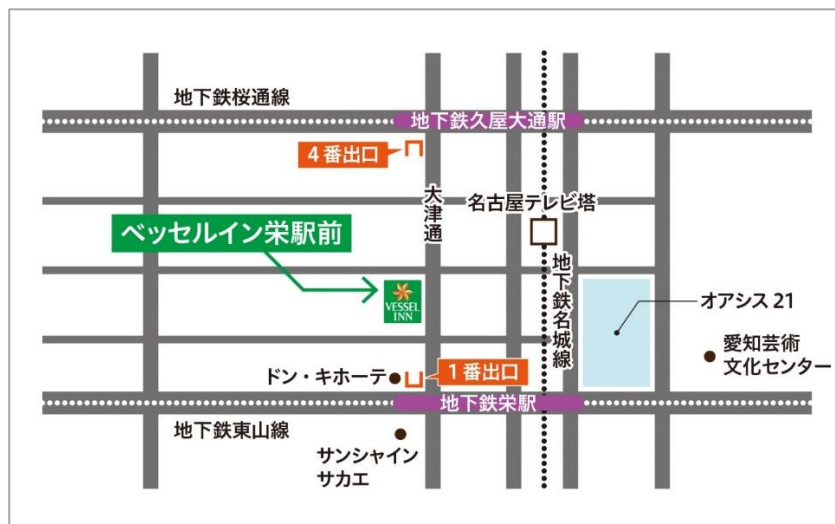 地下鉄桜通線
地下鉄久屋大通駅
4番出口
大津通
名古屋テレビ塔
ベッセルイン栄駅前
地下鉄名城線
VESSEL
INN
オアシス21
愛知芸術
文化センター
ドン・キホーテ
1番出口
地下鉄栄駅
地下鉄東山線
サンシャイン
サカエ